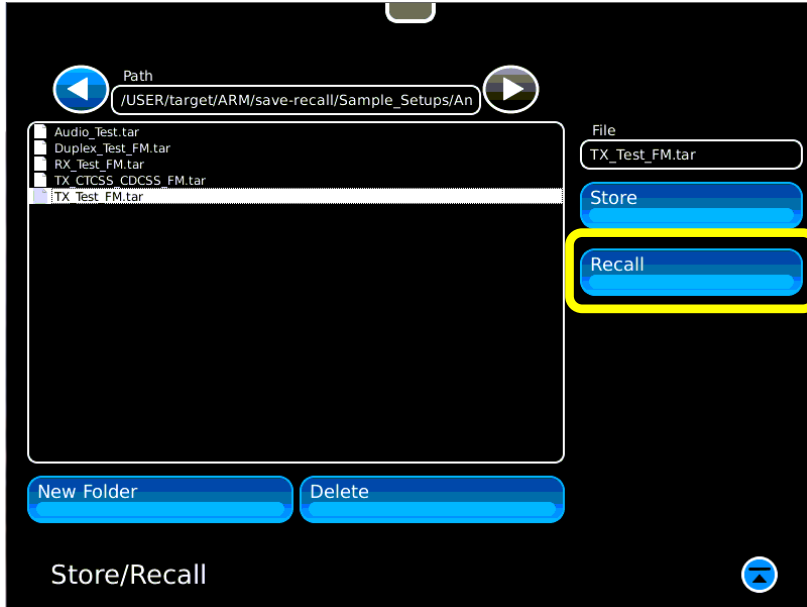 Path
/USER/target/ARM/save-recall/Sample_Setups/An
Audio_Test.tar
Duplex_Test_FM.tar
RX_Test_FM.tar
TX_CTCSS_CDCSS_FM.tar
TX_Test_FM.tar
File
TX_Test_FM.tar
Store
Recall
New Folder
Delete
Store/Recall